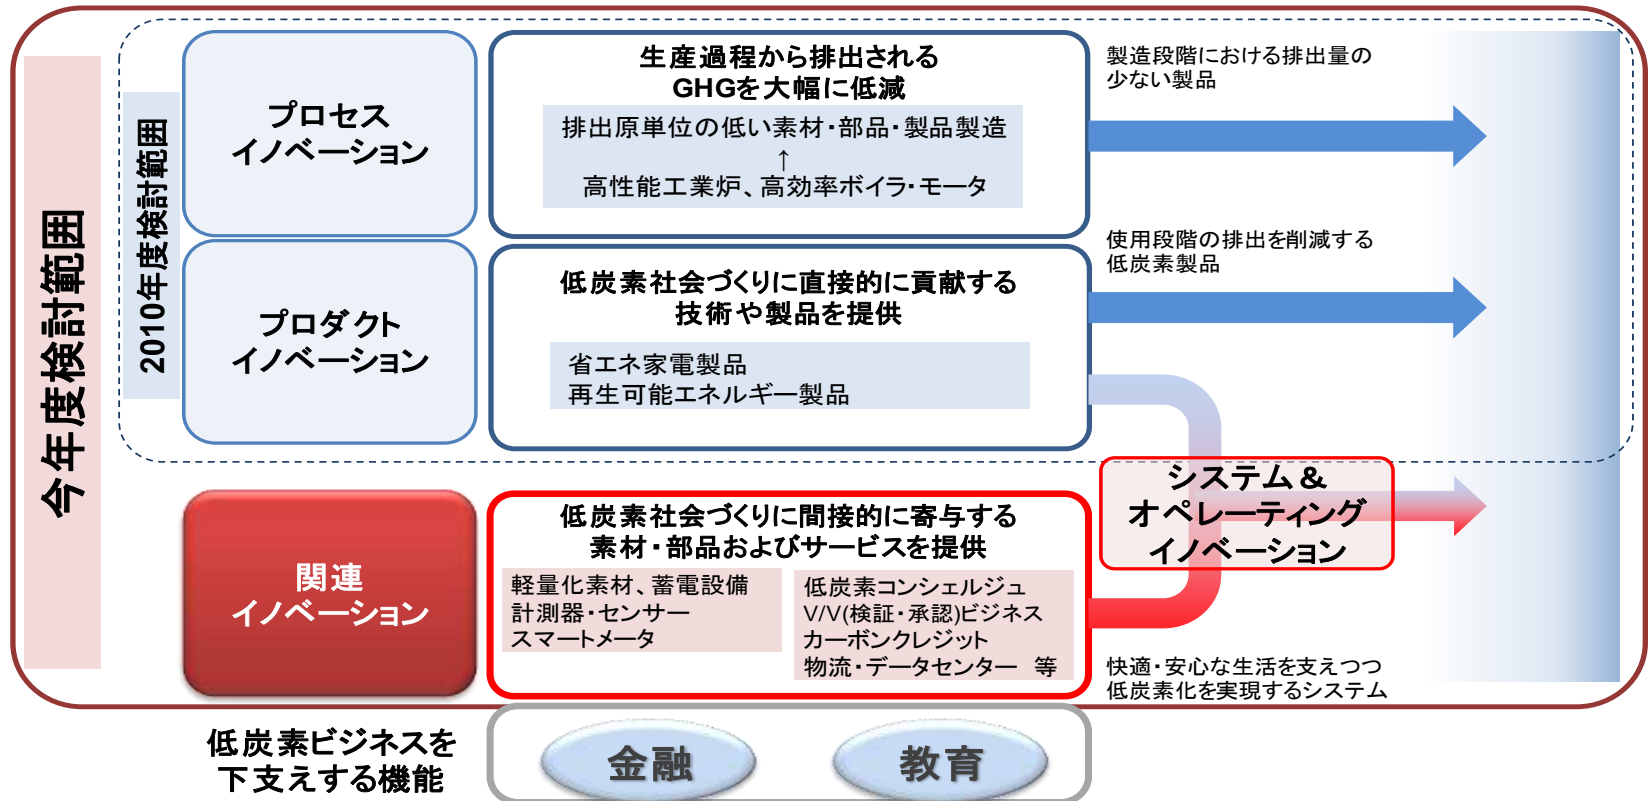 今年度検討範囲
2010年度検討範囲
プロセス
イノベーション
生産過程から排出される
GHGを大幅に低減
排出原単位の低い素材・部品・製品製造
↑
高性能工業炉、高効率ボイラ・モータ
製造段階における排出量の
少ない製品
プロダクト
イノベーション
低炭素社会づくりに直接的に貢献する
技術や製品を提供
省エネ家電製品
再生可能エネルギー製品
使用段階の排出を削減する
低炭素製品
関連
イノベーション
低炭素社会づくりに間接的に寄与する
素材・部品およびサービスを提供
軽量化素材、蓄電設備
計測器・センサー
スマートメータ
低炭素コンシェルジュ
V/V(検証・承認)ビジネス
カーボンクレジット
物流・データセンター 等
システム＆
オペレーティング
イノベーション
快適・安心な生活を支えつつ
低炭素化を実現するシステム
低炭素ビジネスを
下支えする機能
金融
教育